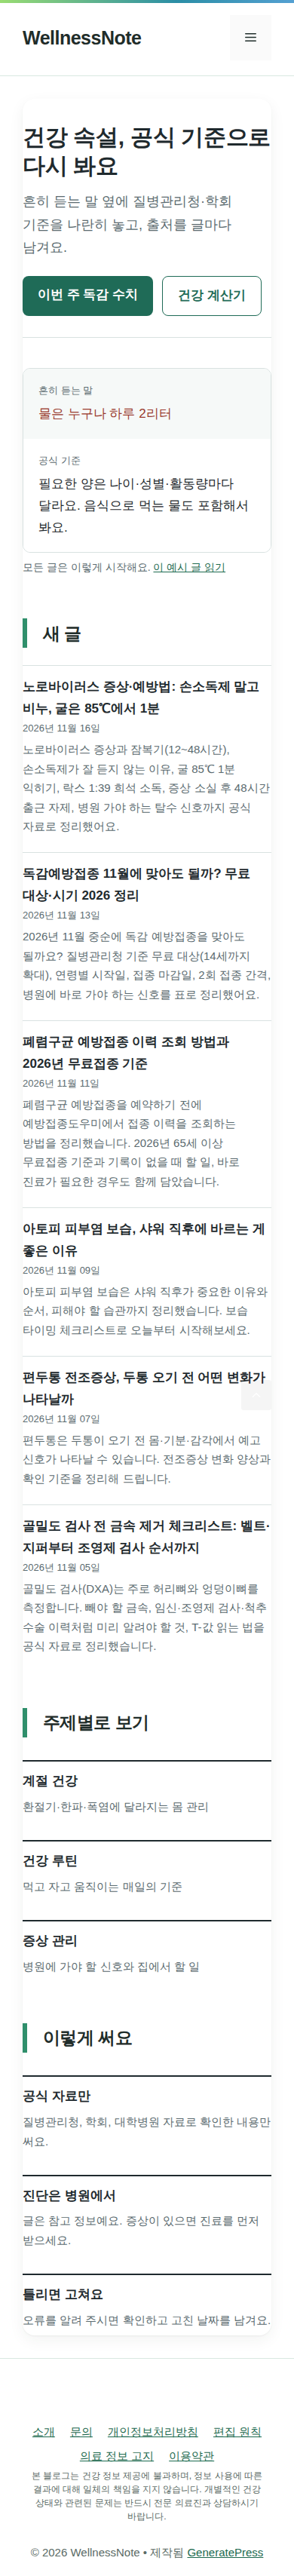 WellnessNote
건강 속설, 공식 기준으로
다시 봐요
흔히 듣는 말 옆에 질병관리청·학회
기준을 나란히 놓고, 출처를 글마다
남겨요.
이번 주 독감 수치
건강 계산기
흔히 듣는 말
물은 누구나 하루 2리터
공식 기준
필요한 양은 나이·성별·활동량마다
달라요. 음식으로 먹는 물도 포함해서
봐요.
모든 글은 이렇게 시작해요. 이 예시 글 읽기
새 글
노로바이러스 증상·예방법: 손소독제 말고
비누, 굴은 85℃에서 1분
2026년 11월 16일
노로바이러스 증상과 잠복기(12~48시간),
손소독제가 잘 듣지 않는 이유, 굴 85℃ 1분
익히기, 락스 1:39 희석 소독, 증상 소실 후 48시간
출근 자제, 병원 가야 하는 탈수 신호까지 공식
자료로 정리했어요.
독감예방접종 11월에 맞아도 될까? 무료
대상·시기 2026 정리
2026년 11월 13일
2026년 11월 중순에 독감 예방접종을 맞아도
될까요? 질병관리청 기준 무료 대상(14세까지
확대), 연령별 시작일, 접종 마감일, 2회 접종 간격,
병원에 바로 가야 하는 신호를 표로 정리했어요.
폐렴구균 예방접종 이력 조회 방법과
2026년 무료접종 기준
2026년 11월 11일
폐렴구균 예방접종을 예약하기 전에
예방접종도우미에서 접종 이력을 조회하는
방법을 정리했습니다. 2026년 65세 이상
무료접종 기준과 기록이 없을 때 할 일, 바로
진료가 필요한 경우도 함께 담았습니다.
아토피 피부염 보습, 샤워 직후에 바르는 게
좋은 이유
2026년 11월 09일
아토피 피부염 보습은 샤워 직후가 중요한 이유와
순서, 피해야 할 습관까지 정리했습니다. 보습
타이밍 체크리스트로 오늘부터 시작해보세요.
편두통 전조증상, 두통 오기 전 어떤 변화가
나타날까
2026년 11월 07일
편두통은 두통이 오기 전 몸·기분·감각에서 예고
신호가 나타날 수 있습니다. 전조증상 변화 양상과
확인 기준을 정리해 드립니다.
골밀도 검사 전 금속 제거 체크리스트: 벨트·
지퍼부터 조영제 검사 순서까지
2026년 11월 05일
골밀도 검사(DXA)는 주로 허리뼈와 엉덩이뼈를
측정합니다. 빼야 할 금속, 임신·조영제 검사·척추
수술 이력처럼 미리 알려야 할 것, T-값 읽는 법을
공식 자료로 정리했습니다.
주제별로 보기
계절 건강
환절기·한파·폭염에 달라지는 몸 관리
건강 루틴
먹고 자고 움직이는 매일의 기준
증상 관리
병원에 가야 할 신호와 집에서 할 일
이렇게 써요
공식 자료만
질병관리청, 학회, 대학병원 자료로 확인한 내용만
써요.
진단은 병원에서
글은 참고 정보예요. 증상이 있으면 진료를 먼저
받으세요.
틀리면 고쳐요
오류를 알려 주시면 확인하고 고친 날짜를 남겨요.
소개 문의 개인정보처리방침 편집 원칙
의료 정보 고지 이용약관
본 블로그는 건강 정보 제공에 불과하며, 정보 사용에 따른
결과에 대해 일체의 책임을 지지 않습니다. 개별적인 건강
상태와 관련된 문제는 반드시 전문 의료진과 상담하시기
바랍니다.
© 2026 WellnessNote • 제작됨 GeneratePress